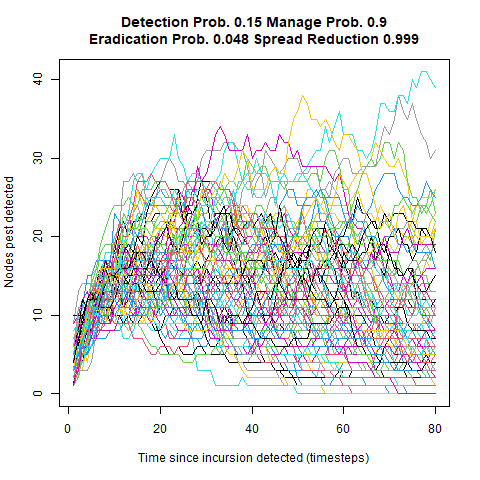 Detection Prob. 0.15 Manage Prob. 0.9
Eradication Prob. 0.048 Spread Reduction 0.999
Nodes pest detected
40
30
20
10
0
0 20 40 60 80
Time since incursion detected (timesteps)